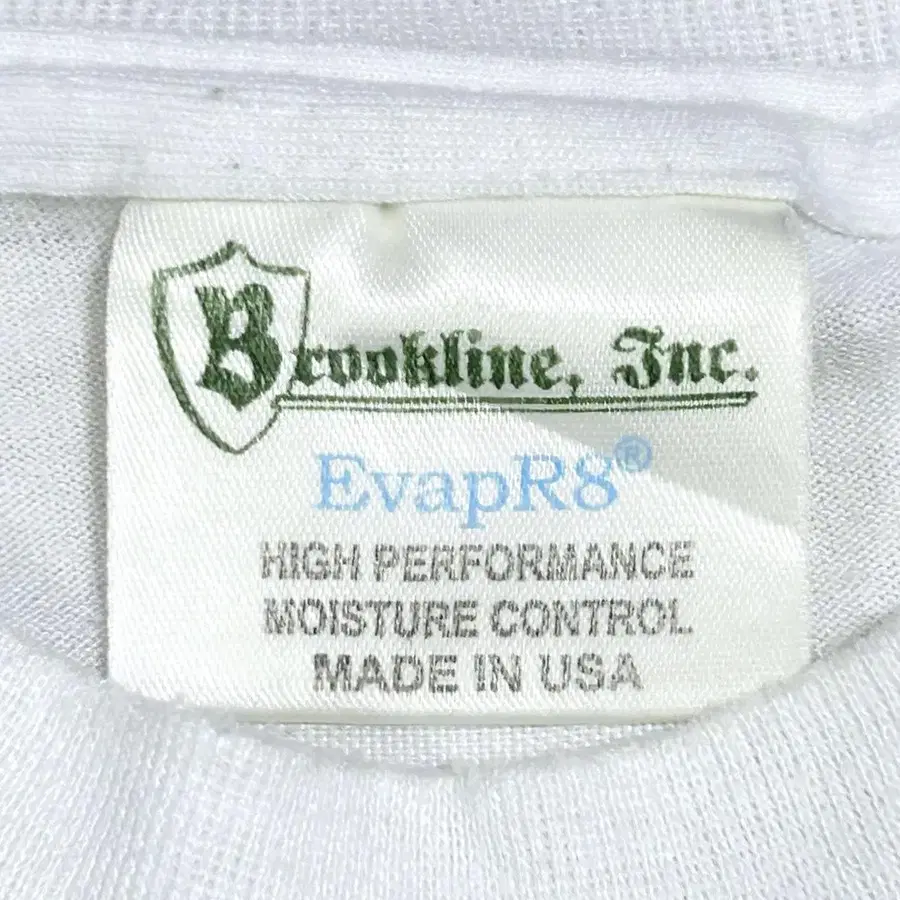 Brookline, Inc.
EvapR8®
HIGH PERFORMANCE
MOISTURE CONTROL
MADE IN USA